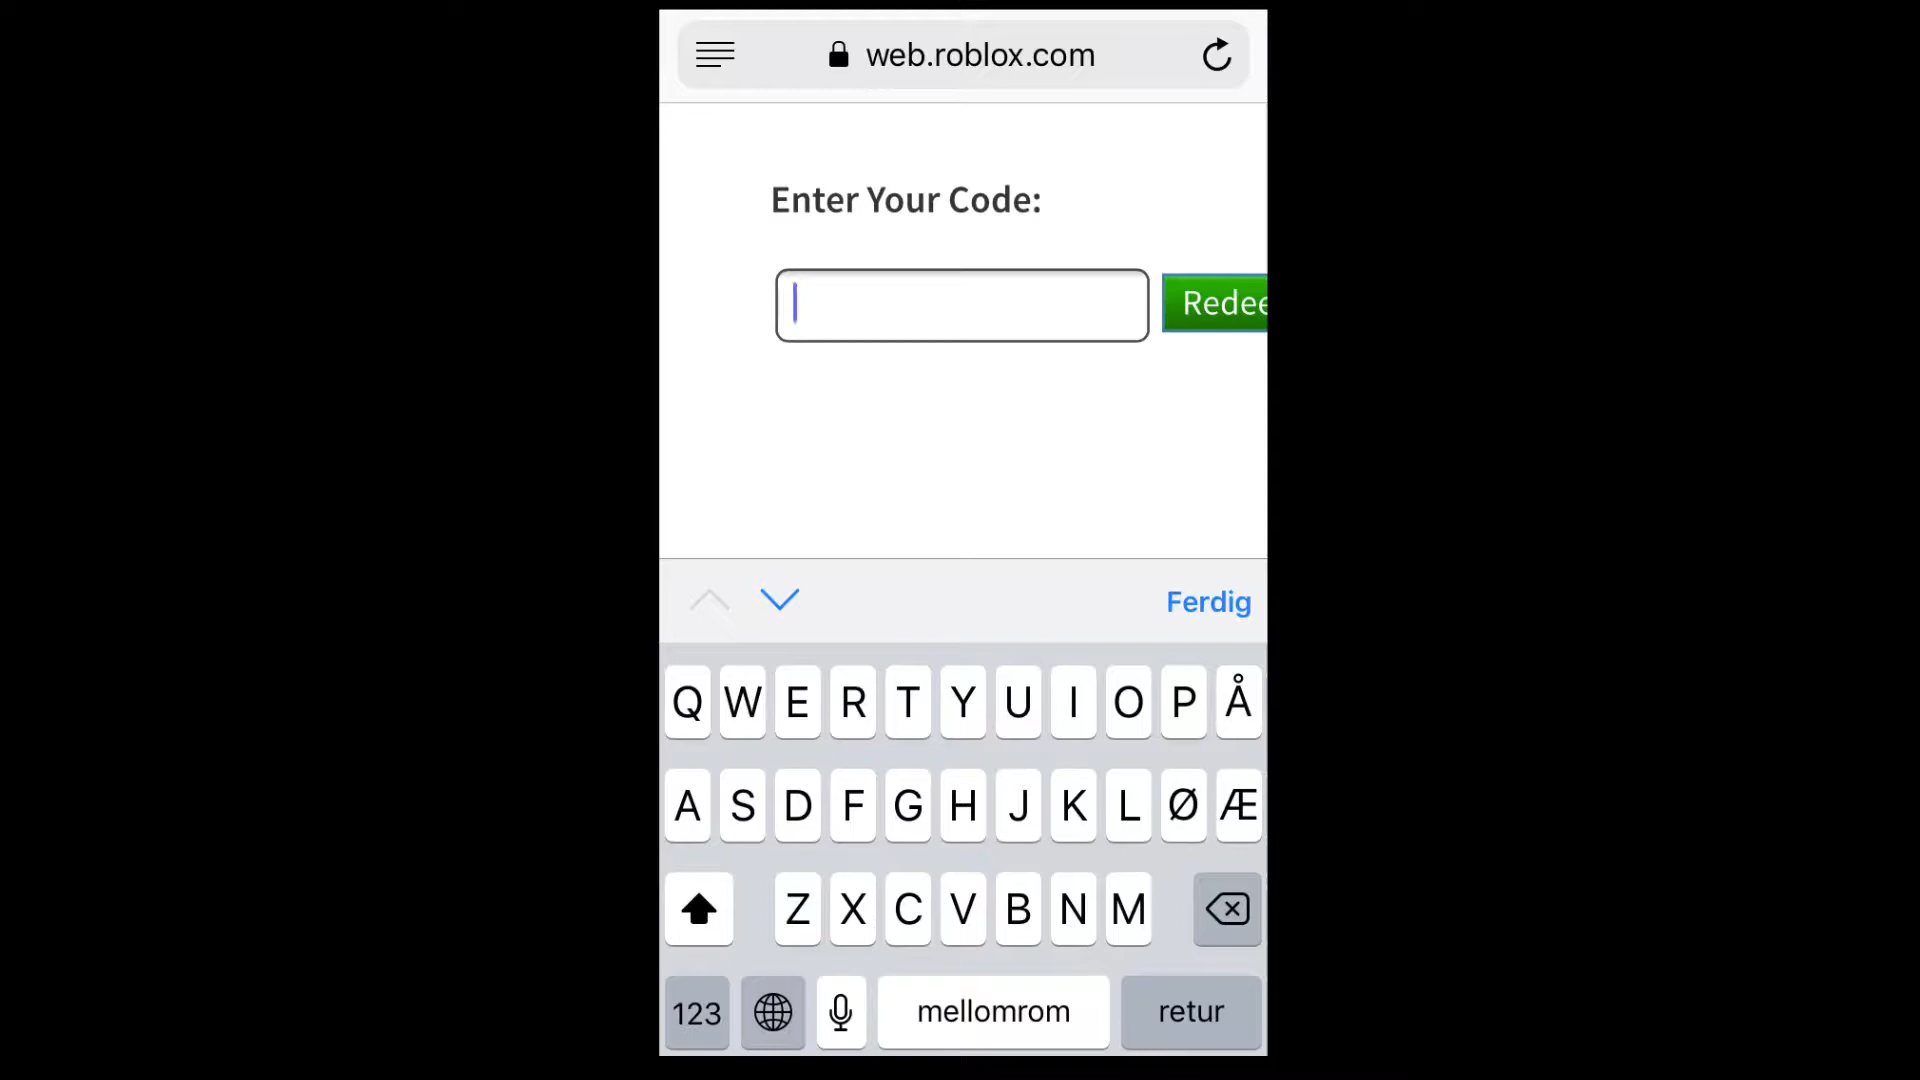 web.roblox.com
Enter Your Code:
Redee
Ferdig
Q W E R T Y U I O P Å
A S D F G H J K L Ø Æ
Z X C V B N M
123 mellomrom retur